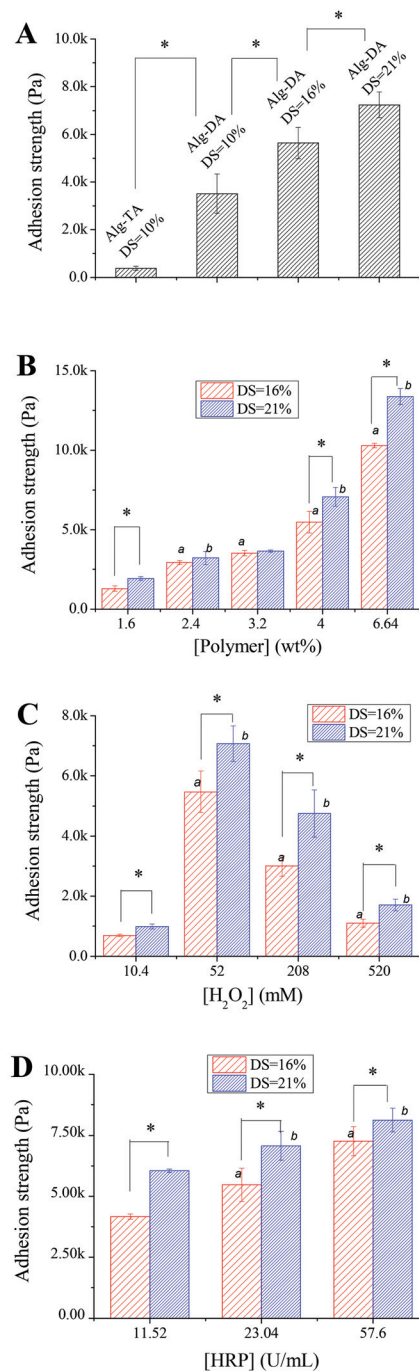 A
Adhesion strength (Pa)
10.0k
8.0k
6.0k
4.0k
2.0k
0.0
*
*
*
Alg-TA
DS=10%
Alg-DA
DS=10%
Alg-DA
DS=16%
Alg-DA
DS=21%
B
Adhesion strength (Pa)
15.0k
10.0k
5.0k
0.0
DS=16%
DS=21%
*
a
b
a
*
a
b
*
a
b
1.6
2.4
3.2
4
6.64
[Polymer] (wt%)
C
Adhesion strength (Pa)
8.0k
6.0k
4.0k
2.0k
0.0
DS=16%
DS=21%
*
*
a
b
*
a
b
*
a
b
10.4
52
208
520
[H₂O₂] (mM)
D
Adhesion strength (Pa)
10.00k
7.50k
5.00k
2.50k
0.00
DS=16%
DS=21%
*
*
a
b
*
a
b
11.52
23.04
57.6
[HRP] (U/mL)